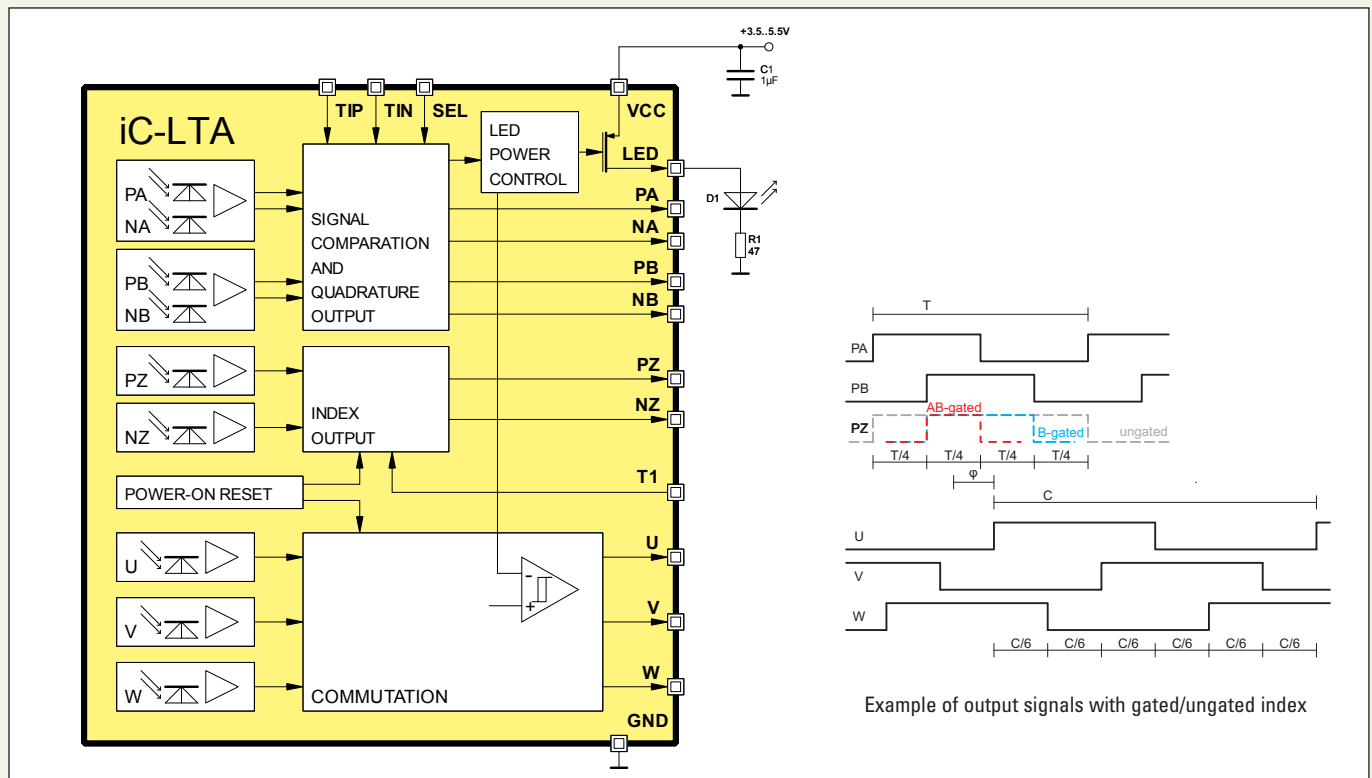 +3.5..5.5V
C1
1µF
TIP
TIN
SEL
VCC
iC-LTA
LED
POWER
CONTROL
LED
PA
NA
SIGNAL
COMPARATION
AND
QUADRATURE
OUTPUT
PA
NA
D1
R1
47
PB
NB
PB
NB
PZ
NZ
INDEX
OUTPUT
PZ
NZ
POWER-ON RESET
T1
U
V
W
-
+
COMMUTATION
U
V
W
GND
T
PA
PB
AB-gated
PZ
B-gated
ungated
T/4 T/4 T/4 T/4
φ
C
U
V
W
C/6 C/6 C/6 C/6 C/6 C/6
Example of output signals with gated/ungated index